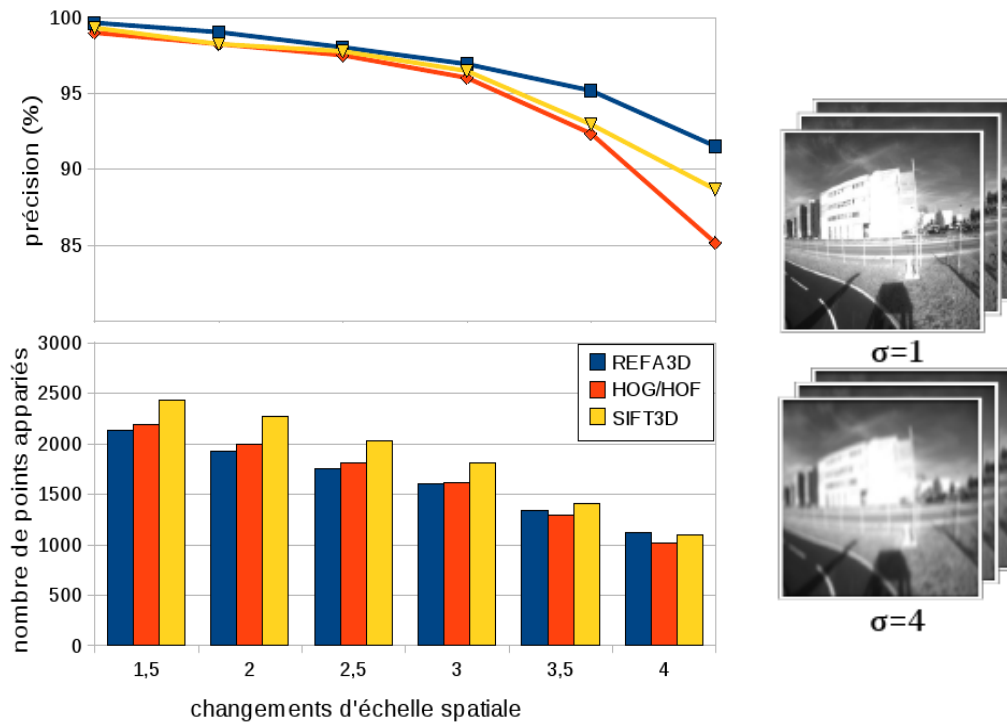 100
95
90
85
précision (%)
3000
2500
2000
1500
1000
500
0
nombre de points appariés
REFA3D
HOG/HOF
SIFT3D
1,5 2 2,5 3 3,5 4
changements d'échelle spatiale
σ=1
σ=4